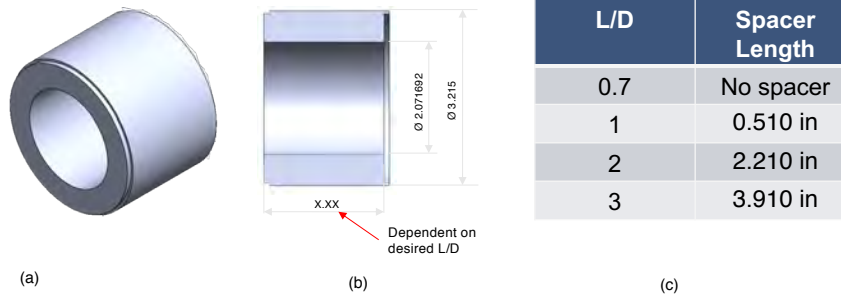 (a)
Ø 2.071692
Ø 3.215
X.XX
Dependent on
desired L/D
(b)
L/D Spacer
Length
0.7 No spacer
1 0.510 in
2 2.210 in
3 3.910 in
(c)